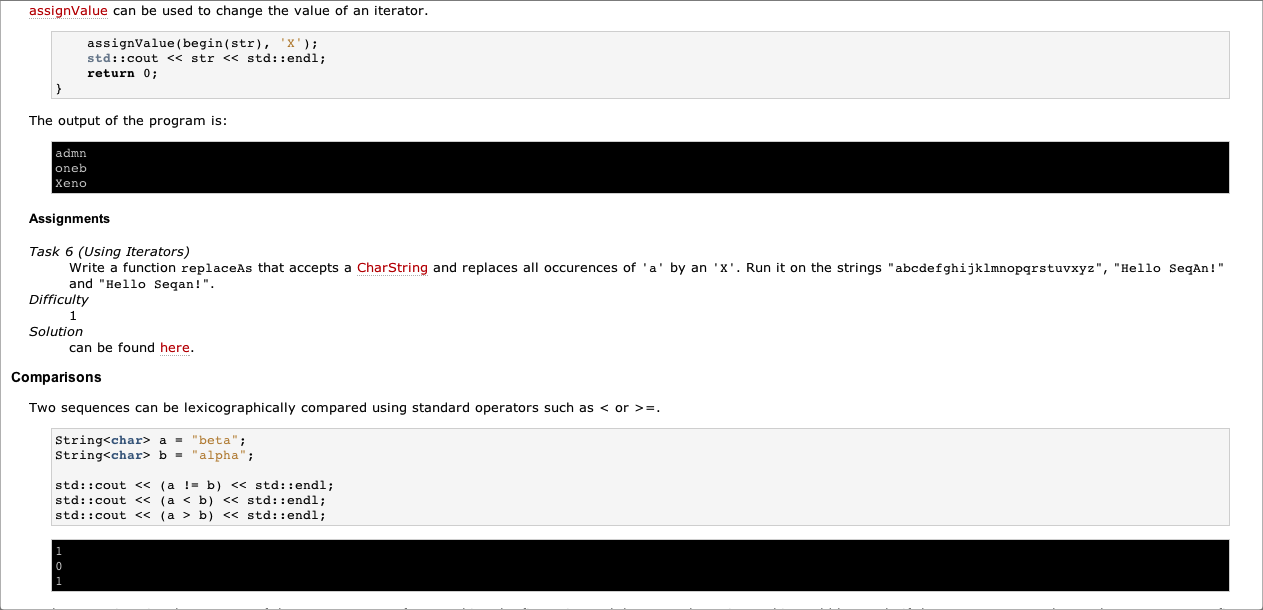 assignValue can be used to change the value of an iterator.
assignValue(begin(str), 'X');
std::cout << str << std::endl;
return 0;
}
The output of the program is:
admn
oneb
Xeno
Assignments
Task 6 (Using Iterators)
Write a function replaceAs that accepts a CharString and replaces all occurences of 'a' by an 'X'. Run it on the strings "abcdefghijklmnopqrstuvxyz", "Hello SeqAn!"
and "Hello Seqan!".
Difficulty
1
Solution
can be found here.
Comparisons
Two sequences can be lexicographically compared using standard operators such as < or >=.
String<char> a = "beta";
String<char> b = "alpha";
std::cout << (a != b) << std::endl;
std::cout << (a < b) << std::endl;
std::cout << (a > b) << std::endl;
1
0
1